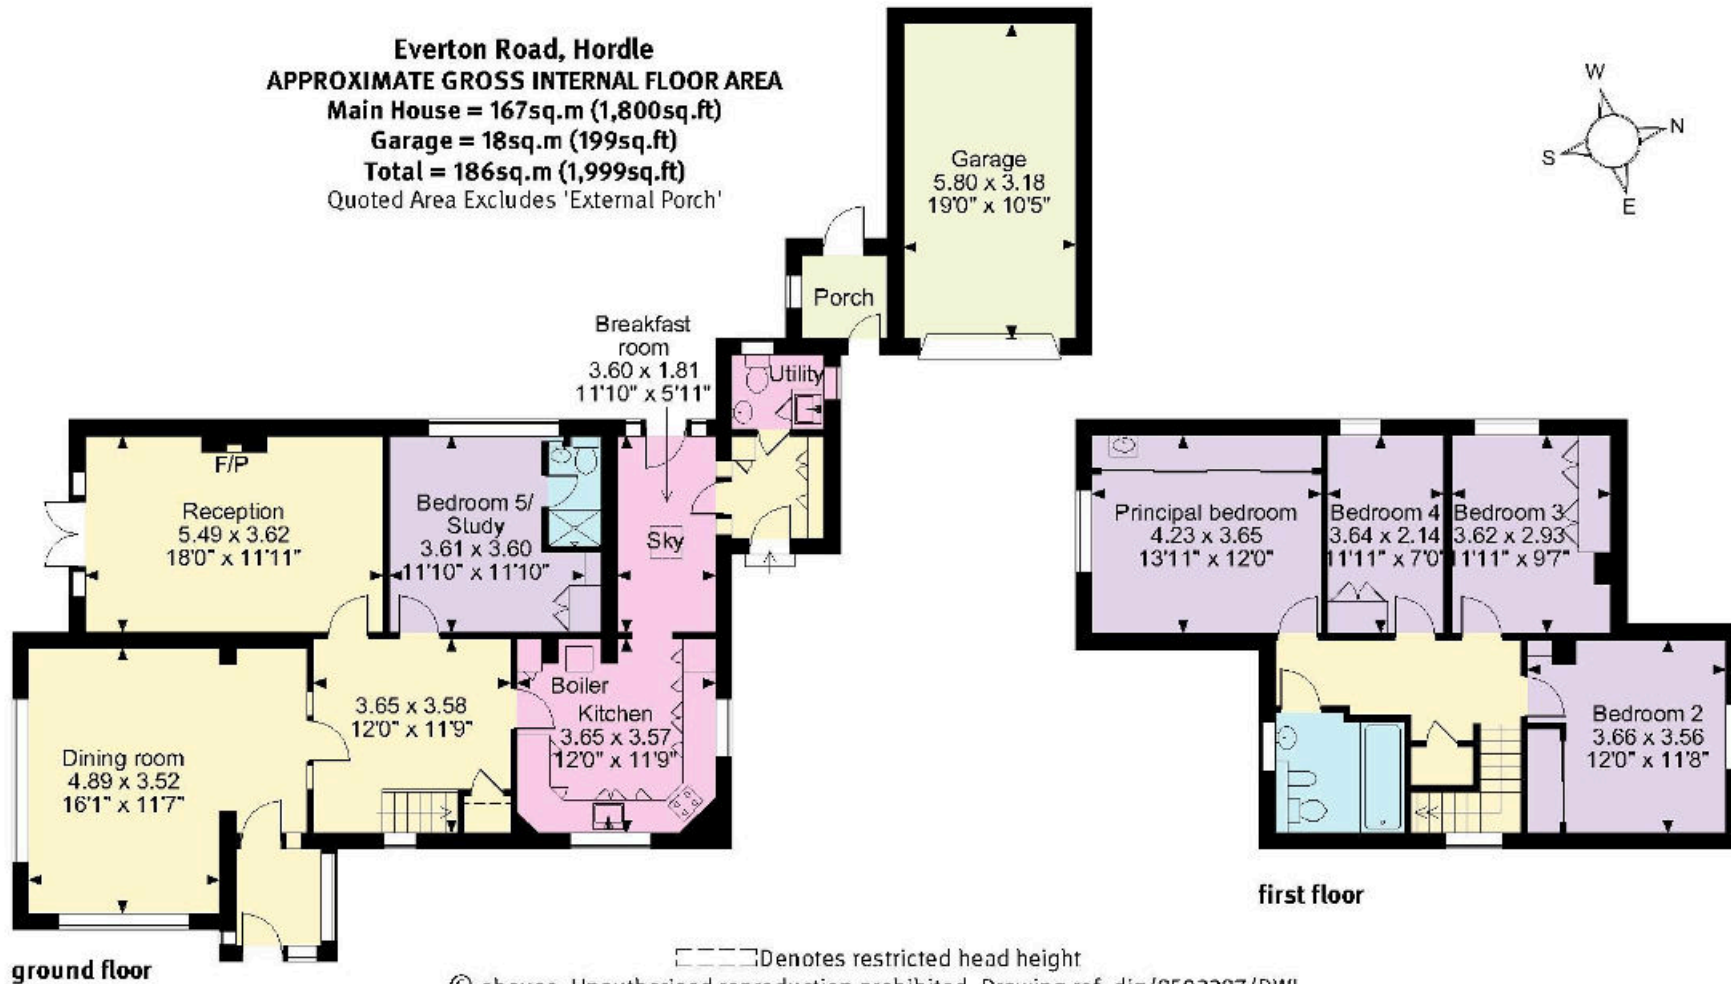 Everton Road, Hordle
APPROXIMATE GROSS INTERNAL FLOOR AREA
Main House = 167sq.m (1,800sq.ft)
Garage = 18sq.m (199sq.ft)
Total = 186sq.m (1,999sq.ft)
Quoted Area Excludes 'External Porch'
W
N
S
E
Garage
5.80 x 3.18
19'0" x 10'5"
Porch
Breakfast
room
3.60 x 1.81
11'10" x 5'11"
Utility
F/P
Reception
5.49 x 3.62
18'0" x 11'11"
Bedroom 5/
Study
3.61 x 3.60
11'10" x 11'10"
Sky
Boiler
Kitchen
3.65 x 3.57
12'0" x 11'9"
3.65 x 3.58
12'0" x 11'9"
Dining room
4.89 x 3.52
16'1" x 11'7"
ground floor
Principal bedroom
4.23 x 3.65
13'11" x 12'0"
Bedroom 4
3.64 x 2.14
11'11" x 7'0"
Bedroom 3
3.62 x 2.93
11'11" x 9'7"
Bedroom 2
3.66 x 3.56
12'0" x 11'8"
first floor
Denotes restricted head height
© ehouse. Unauthorised reproduction prohibited. Drawing ref.